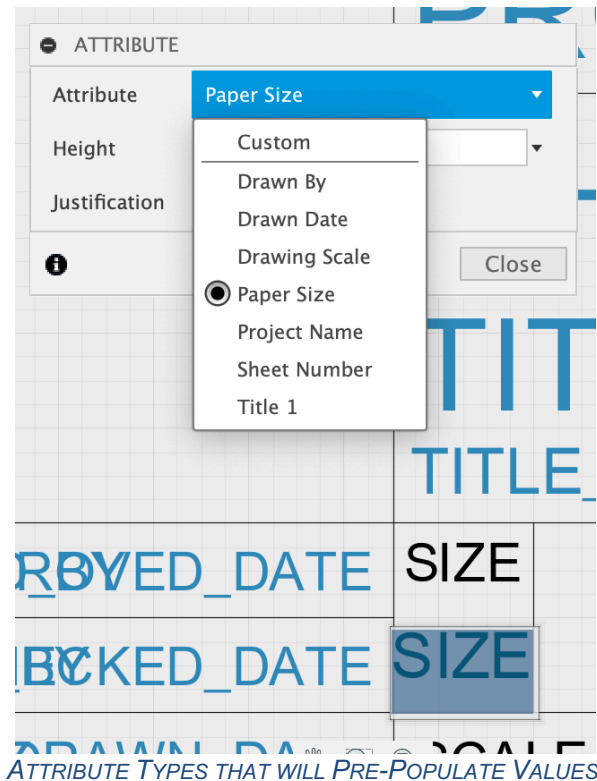 ATTRIBUTE
Attribute Paper Size
Height
Custom
Drawn By
Justification
Drawn Date
Drawing Scale
Close
Paper Size
Project Name
Sheet Number
Title 1
TIT
TITLE_
VED_DATE SIZE
CKED_DATE SIZE
ATTRIBUTE TYPES THAT WILL PRE-POPULATE VALUES